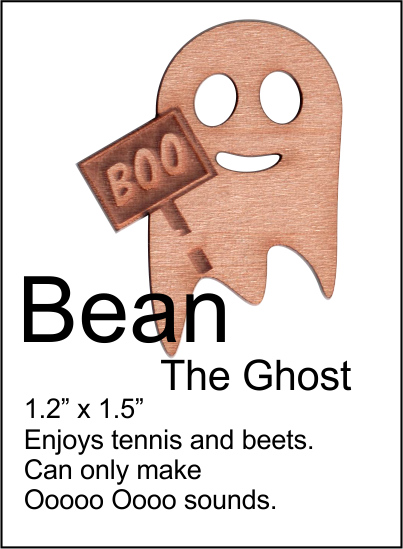 BOO
Bean
The Ghost
1.2” x 1.5”
Enjoys tennis and beets.
Can only make
Ooooo Oooo sounds.